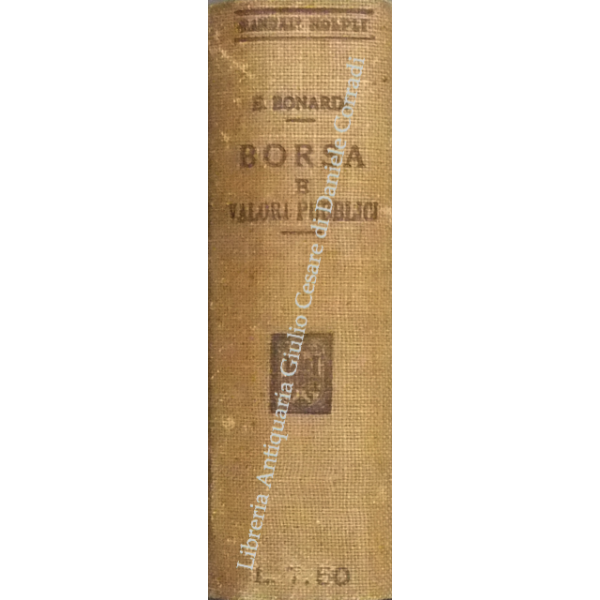 MANUALI HOEPLI
E. BONARDI
BORSA
E
VALORI PUBBLICI
L. 7.50
Libreria Antiquaria Giulio Cesare di Daniele Corradi